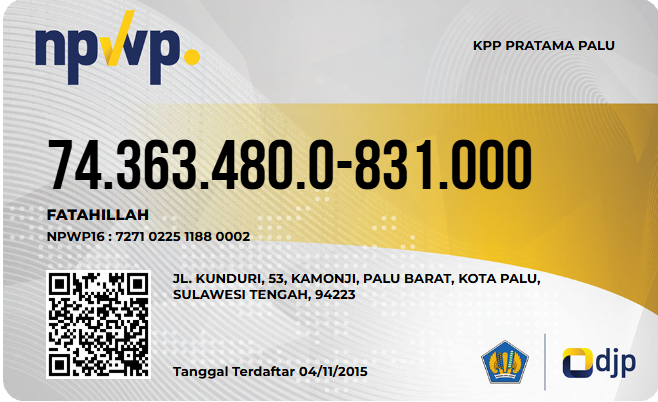 npwp.
KPP PRATAMA PALU
74.363.480.0-831.000
FATAHILLAH
NPWP16 : 7271 0225 1188 0002
JL. KUNDURI, 53, KAMONJI, PALU BARAT, KOTA PALU,
SULAWESI TENGAH, 94223
Tanggal Terdaftar 04/11/2015
djp